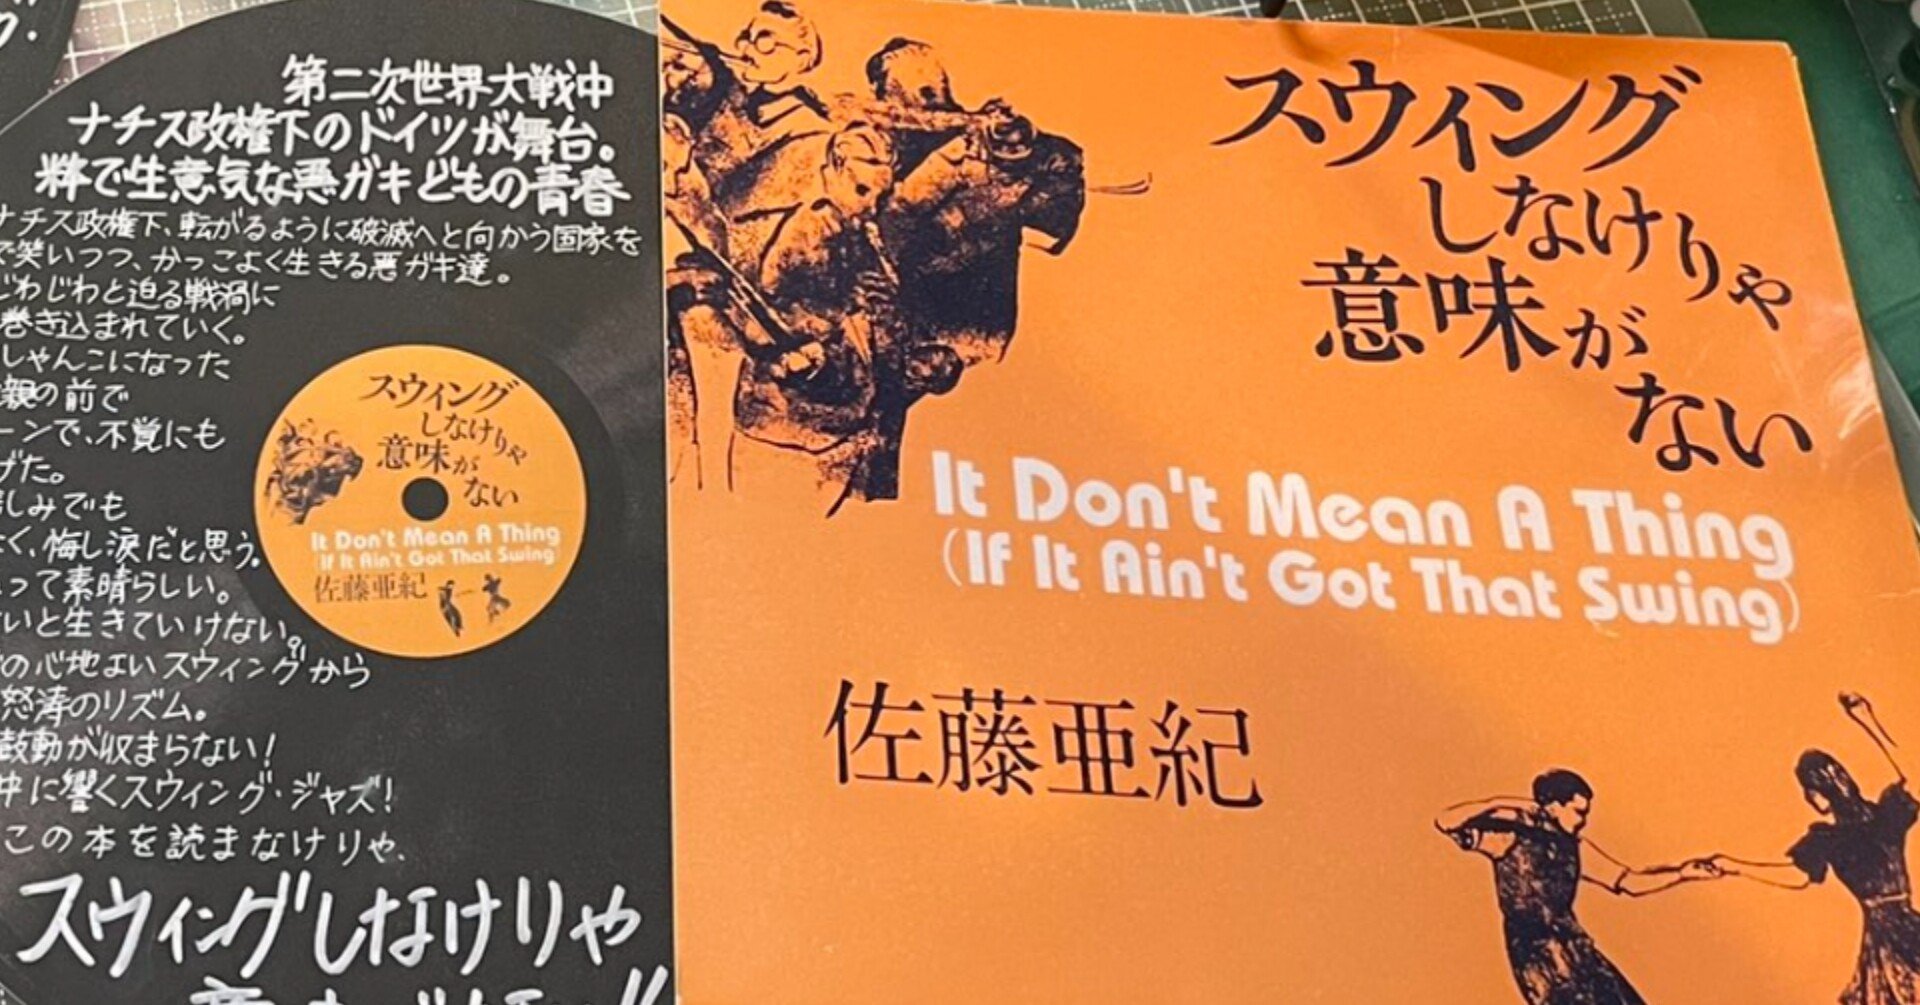 第二次世界大戦中
ナチス政権下のドイツが舞台。
粋で生意気な悪ガキどもの青春
ナチス政権下、転がるように破滅へと向かう国家を
で笑いつつ、かっこよく生きる悪ガキ達。
じわじわと迫る戦渦に
巻き込まれていく。
しゃんこになった
親の前で
ーンで、不覚にも
げた。
しみでも
く、悔し涙だと思う。
って素晴らしい。
いと生きていけない。
の心地よいスウィングから
怒涛のリズム。
鼓動が収まらない!
中に響くスウィング・ジャズ!
この本を読まなけりゃ、
スウィングしなけりゃ
スウィング
しなけりゃ
意味が
ない
It Don't Mean A Thing
(If It Ain't Got That Swing)
佐藤亜紀
スウィング
しなけりゃ
意味が
ない
It Don't Mean A Thing
(If It Ain't Got That Swing)
佐藤亜紀